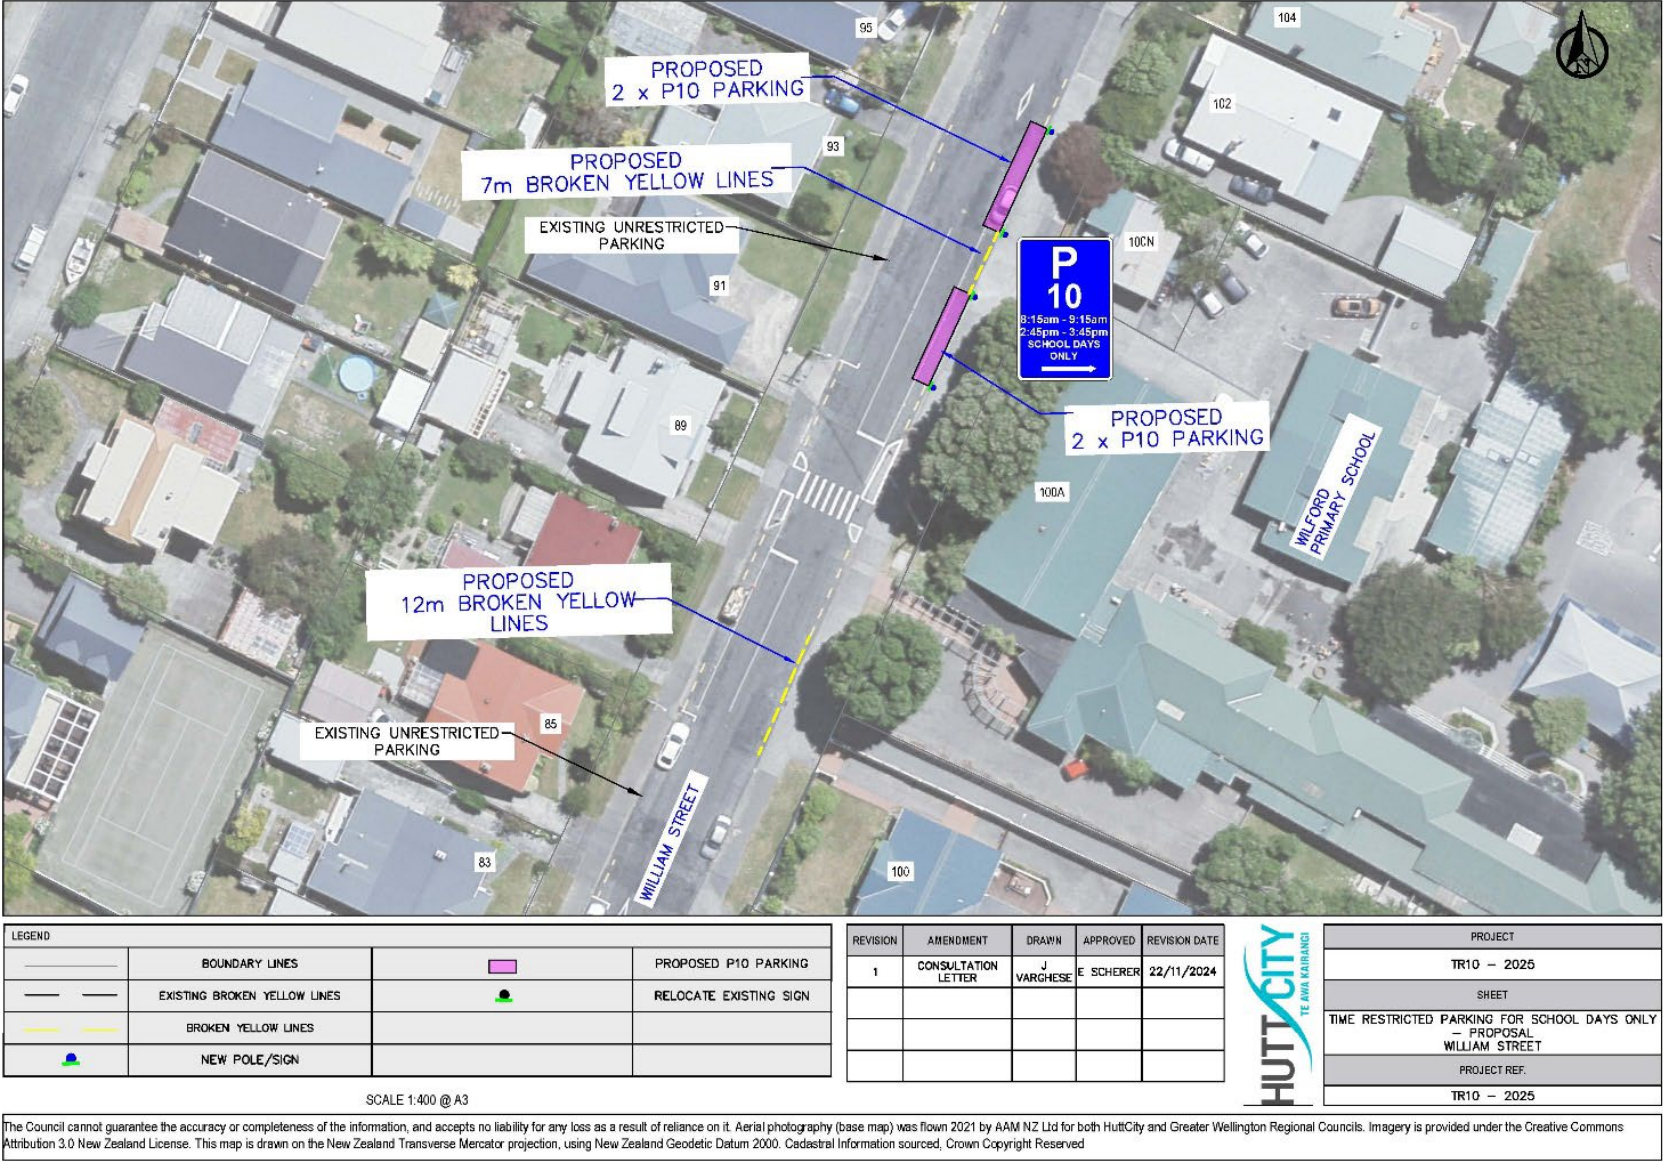 95
104
PROPOSED
2 x P10 PARKING
N
102
93
PROPOSED
7m BROKEN YELLOW LINES
EXISTING UNRESTRICTED
PARKING
10CN
P
10
8:15am - 9:15am
2:45pm - 3:45pm
SCHOOL DAYS
ONLY
91
PROPOSED
2 x P10 PARKING
89
WILFORD
PRIMARY SCHOOL
100A
PROPOSED
12m BROKEN YELLOW
LINES
85
EXISTING UNRESTRICTED
PARKING
WILLIAM STREET
83
100
LEGEND
BOUNDARY LINES
PROPOSED P10 PARKING
EXISTING BROKEN YELLOW LINES
RELOCATE EXISTING SIGN
BROKEN YELLOW LINES
NEW POLE/SIGN
SCALE 1:400 @ A3
REVISION AMENDMENT DRAWN APPROVED REVISION DATE
1 CONSULTATION LETTER J VARGHESE E SCHERER 22/11/2024
HUTT CITY
TE AWA KAIRANGI
PROJECT
TR10 - 2025
SHEET
TIME RESTRICTED PARKING FOR SCHOOL DAYS ONLY
- PROPOSAL
WILLIAM STREET
PROJECT REF.
TR10 - 2025
The Council cannot guarantee the accuracy or completeness of the information, and accepts no liability for any loss as a result of reliance on it. Aerial photography (base map) was flown 2021 by AAM NZ Ltd for both HuttCity and Greater Wellington Regional Councils. Imagery is provided under the Creative Commons
Attribution 3.0 New Zealand License. This map is drawn on the New Zealand Transverse Mercator projection, using New Zealand Geodetic Datum 2000. Cadastral Information sourced, Crown Copyright Reserved